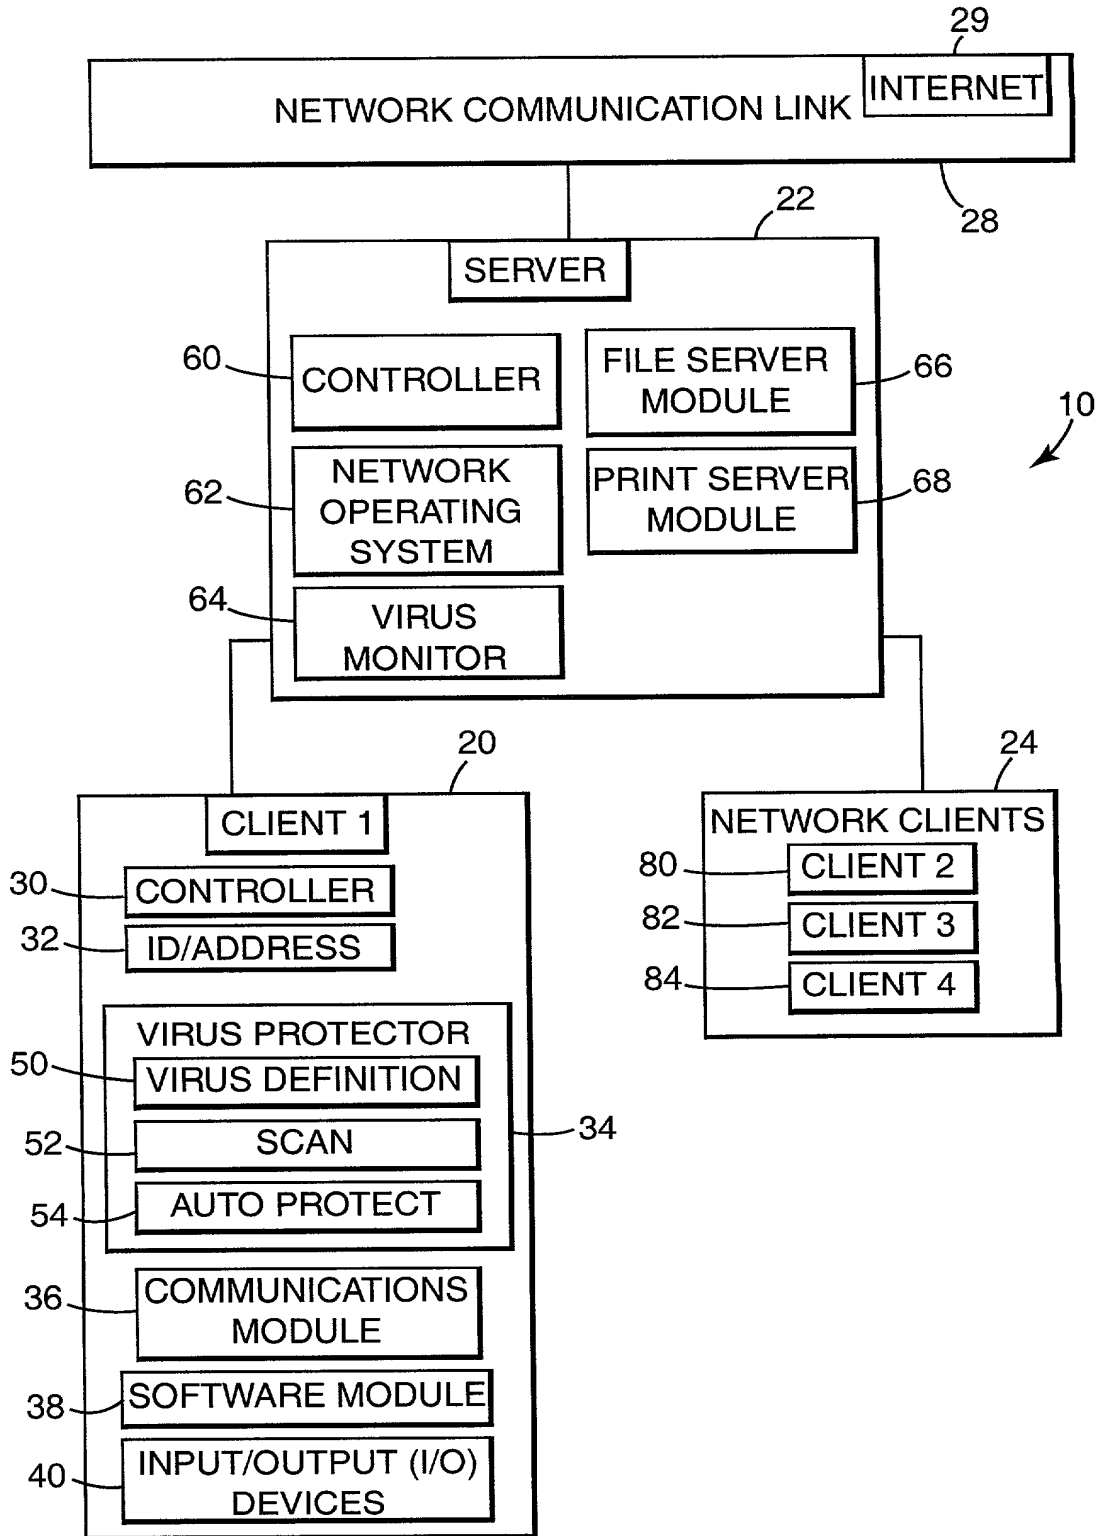 29
INTERNET
NETWORK COMMUNICATION LINK
28
22
SERVER
60
CONTROLLER
FILE SERVER
MODULE
66
10
62
NETWORK
OPERATING
SYSTEM
PRINT SERVER
MODULE
68
64
VIRUS
MONITOR
20
CLIENT 1
30
CONTROLLER
32
ID/ADDRESS
VIRUS PROTECTOR
50
VIRUS DEFINITION
52
SCAN
34
54
AUTO PROTECT
36
COMMUNICATIONS
MODULE
38
SOFTWARE MODULE
40
INPUT/OUTPUT (I/O)
DEVICES
24
NETWORK CLIENTS
80
CLIENT 2
82
CLIENT 3
84
CLIENT 4